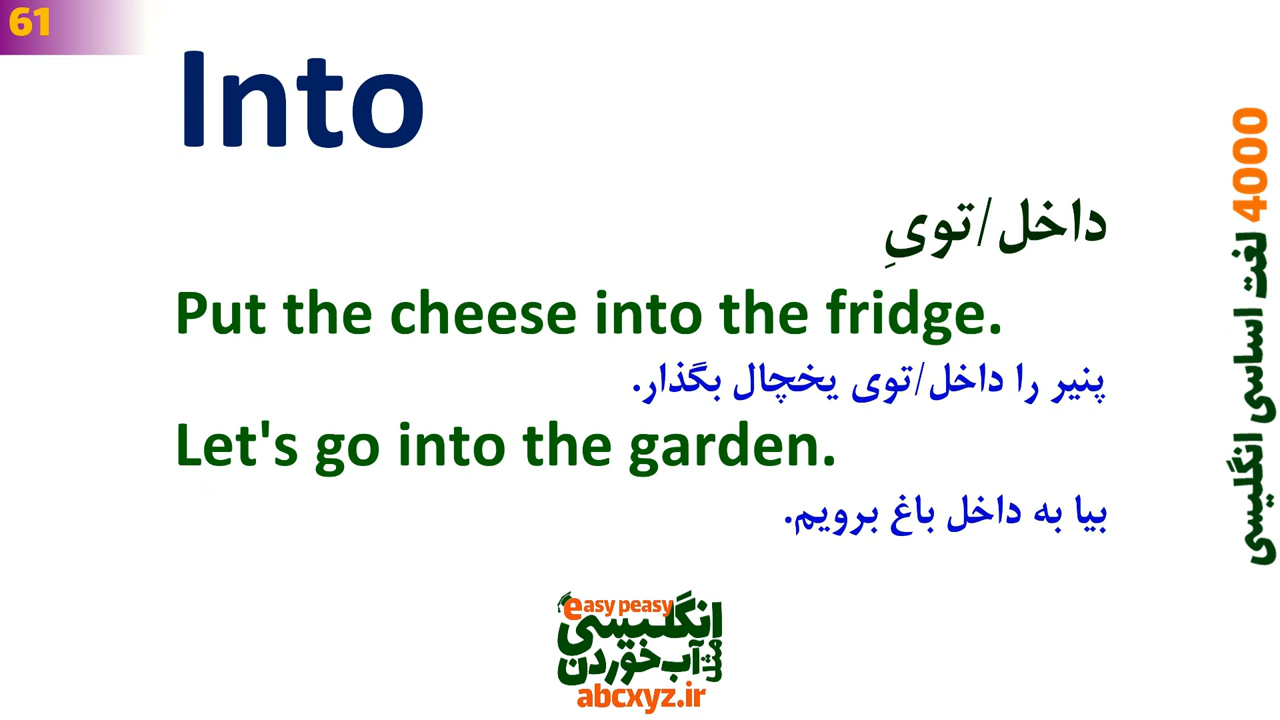 61
Into
داخل/تویِ
Put the cheese into the fridge.
پنیر را داخل/توی یخچال بگذار.
Let's go into the garden.
بیا به داخل باغ برویم.
4000 لغت اساسی انگلیسی
easy peasy
انگلیسی
مثل آب خوردن
abcxyz.ir